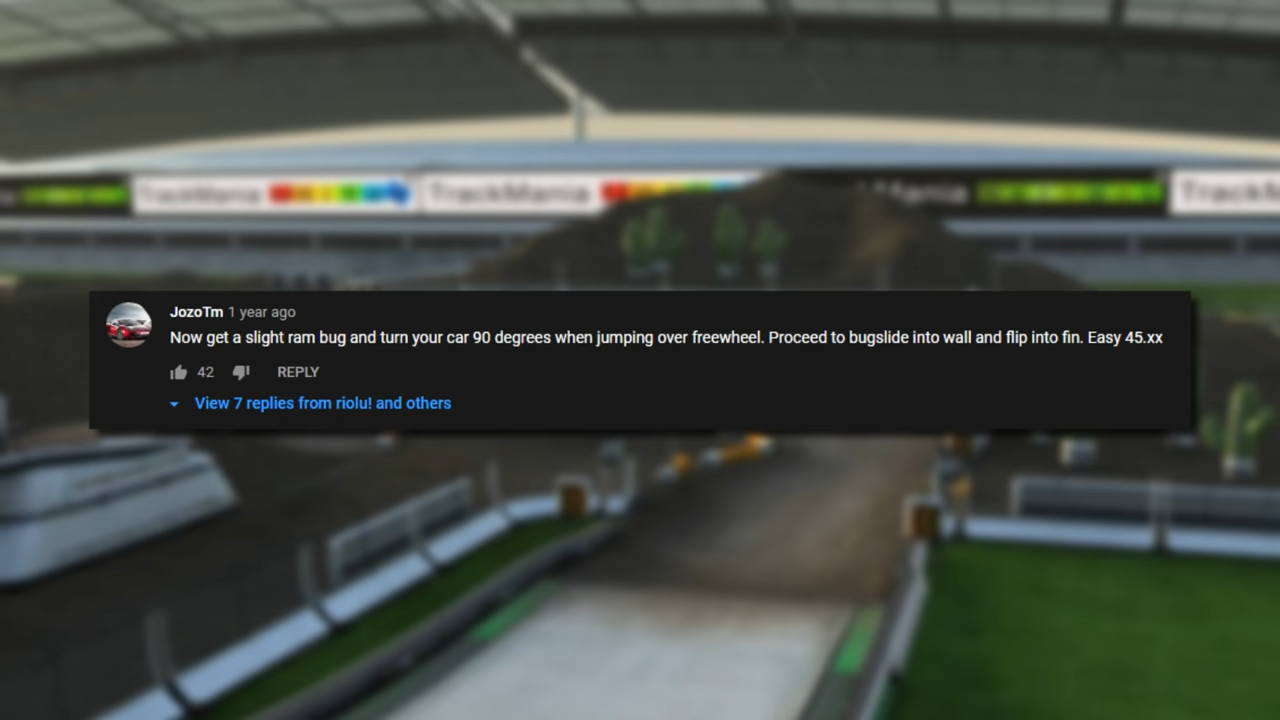 TrackMania TrackMania Mania TrackM
JozoTm 1 year ago
Now get a slight ram bug and turn your car 90 degrees when jumping over freewheel. Proceed to bugslide into wall and flip into fin. Easy 45.xx
42 REPLY
View 7 replies from riolu! and others